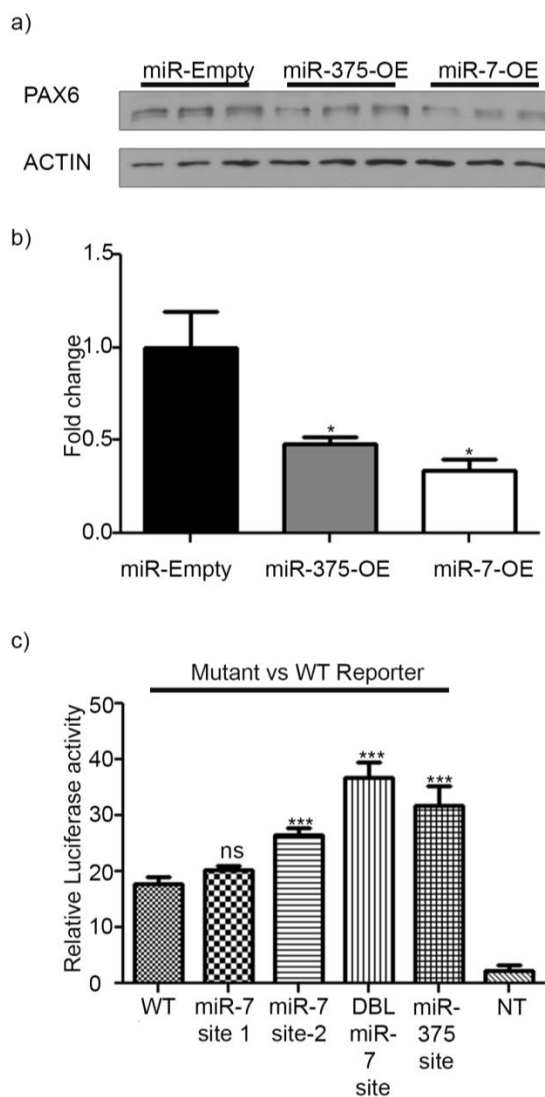 a)
miR-Empty miR-375-OE miR-7-OE
PAX6
ACTIN
b)
Fold change
1.5
1.0
0.5
0.0
* *
miR-Empty miR-375-OE miR-7-OE
c)
Mutant vs WT Reporter
Relative Luciferase activity
50
40
30
20
10
0
ns *** *** ***
WT
miR-7
site 1
miR-7
site-2
DBL
miR-
7
site
miR-
375
site
NT